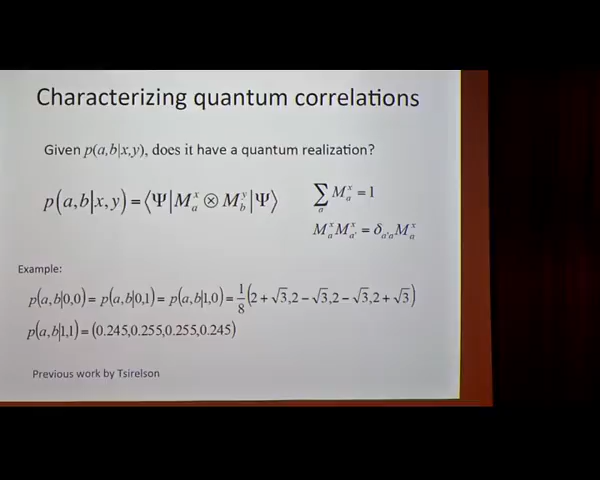 Characterizing quantum correlations
Given p(a,b|x,y), does it have a quantum realization?
p(a,b|x,y) = ⟨Ψ|M_a^x ⊗ M_b^y|Ψ⟩
∑_a M_a^x = 1
M_a^x M_{a'}^x = δ_{a'a} M_a^x
Example:
p(a,b|0,0) = p(a,b|0,1) = p(a,b|1,0) = 1/8 (2 + √3, 2 − √3, 2 − √3, 2 + √3)
p(a,b|1,1) = (0.245,0.255,0.255,0.245)
Previous work by Tsirelson